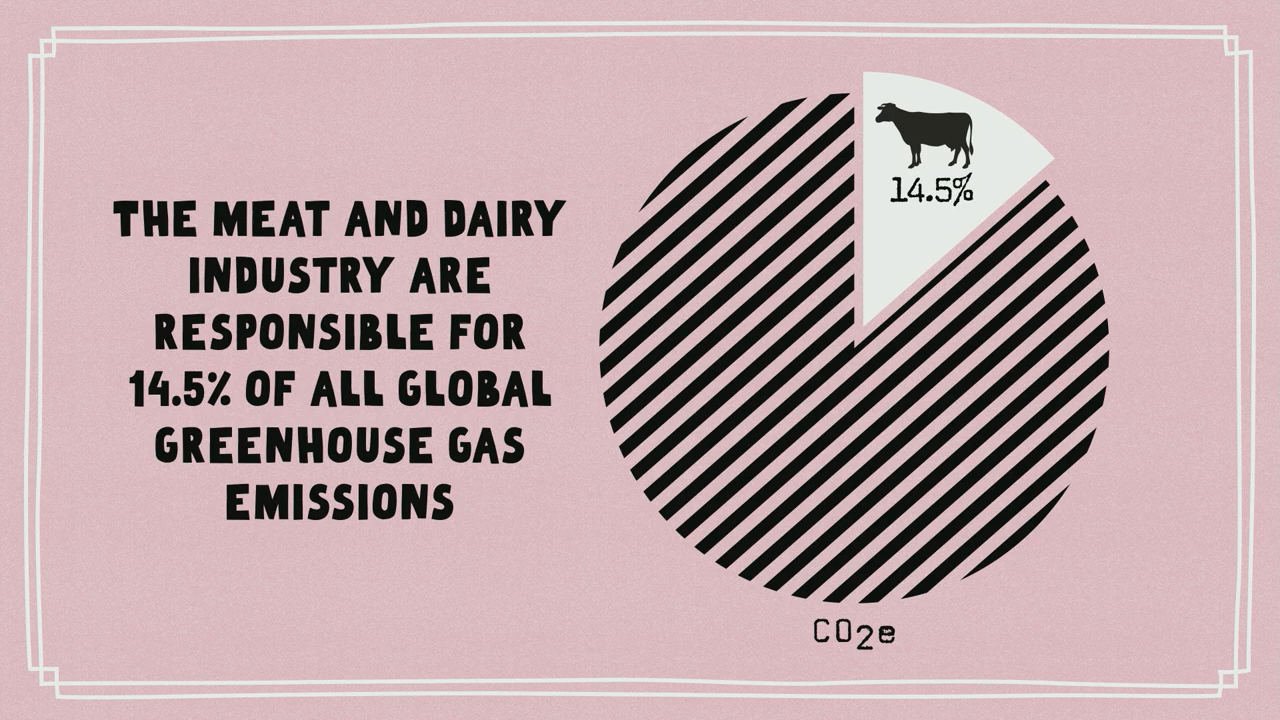 THE MEAT AND DAIRY
INDUSTRY ARE
RESPONSIBLE FOR
14.5% OF ALL GLOBAL
GREENHOUSE GAS
EMISSIONS
14.5%
CO2e